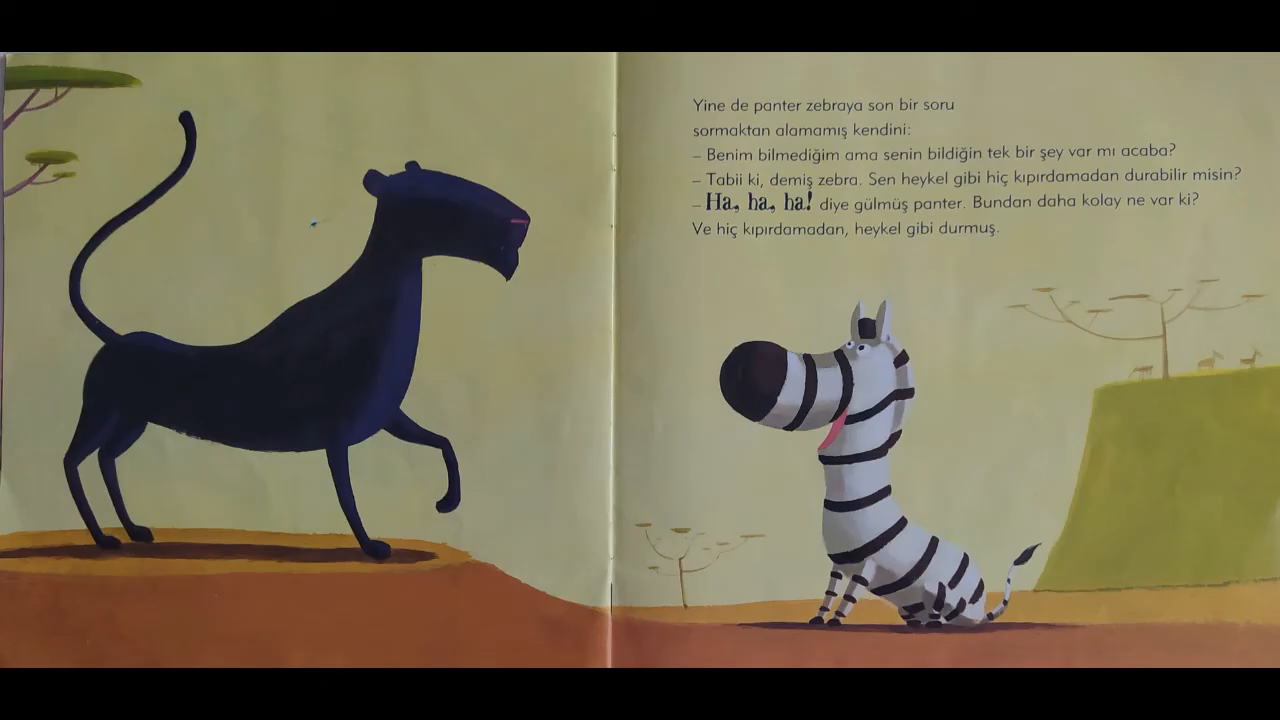 Yine de panter zebraya son bir soru
sormaktan alamamış kendini:
– Benim bilmediğim ama senin bildiğin tek bir şey var mı acaba?
– Tabii ki, demiş zebra. Sen heykel gibi hiç kıpırdamadan durabilir misin?
– Ha, ha, ha! diye gülmüş panter. Bundan daha kolay ne var ki?
Ve hiç kıpırdamadan, heykel gibi durmuş.